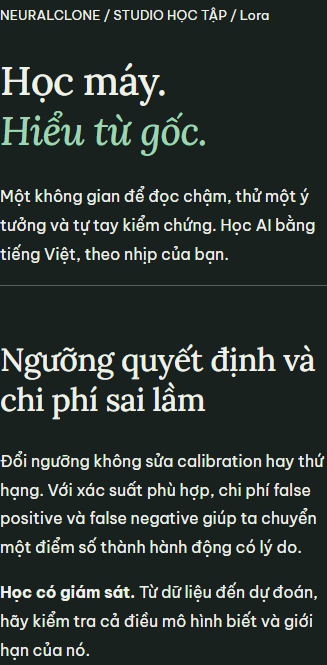 NEURALCLONE / STUDIO HỌC TẬP / Lora
Học máy.
Hiểu từ gốc.
Một không gian để đọc chậm, thử một ý
tưởng và tự tay kiểm chứng. Học AI bằng
tiếng Việt, theo nhịp của bạn.
Ngưỡng quyết định và
chi phí sai lầm
Đổi ngưỡng không sửa calibration hay thứ
hạng. Với xác suất phù hợp, chi phí false
positive và false negative giúp ta chuyển
một điểm số thành hành động có lý do.
Học có giám sát. Từ dữ liệu đến dự đoán,
hãy kiểm tra cả điều mô hình biết và giới
hạn của nó.